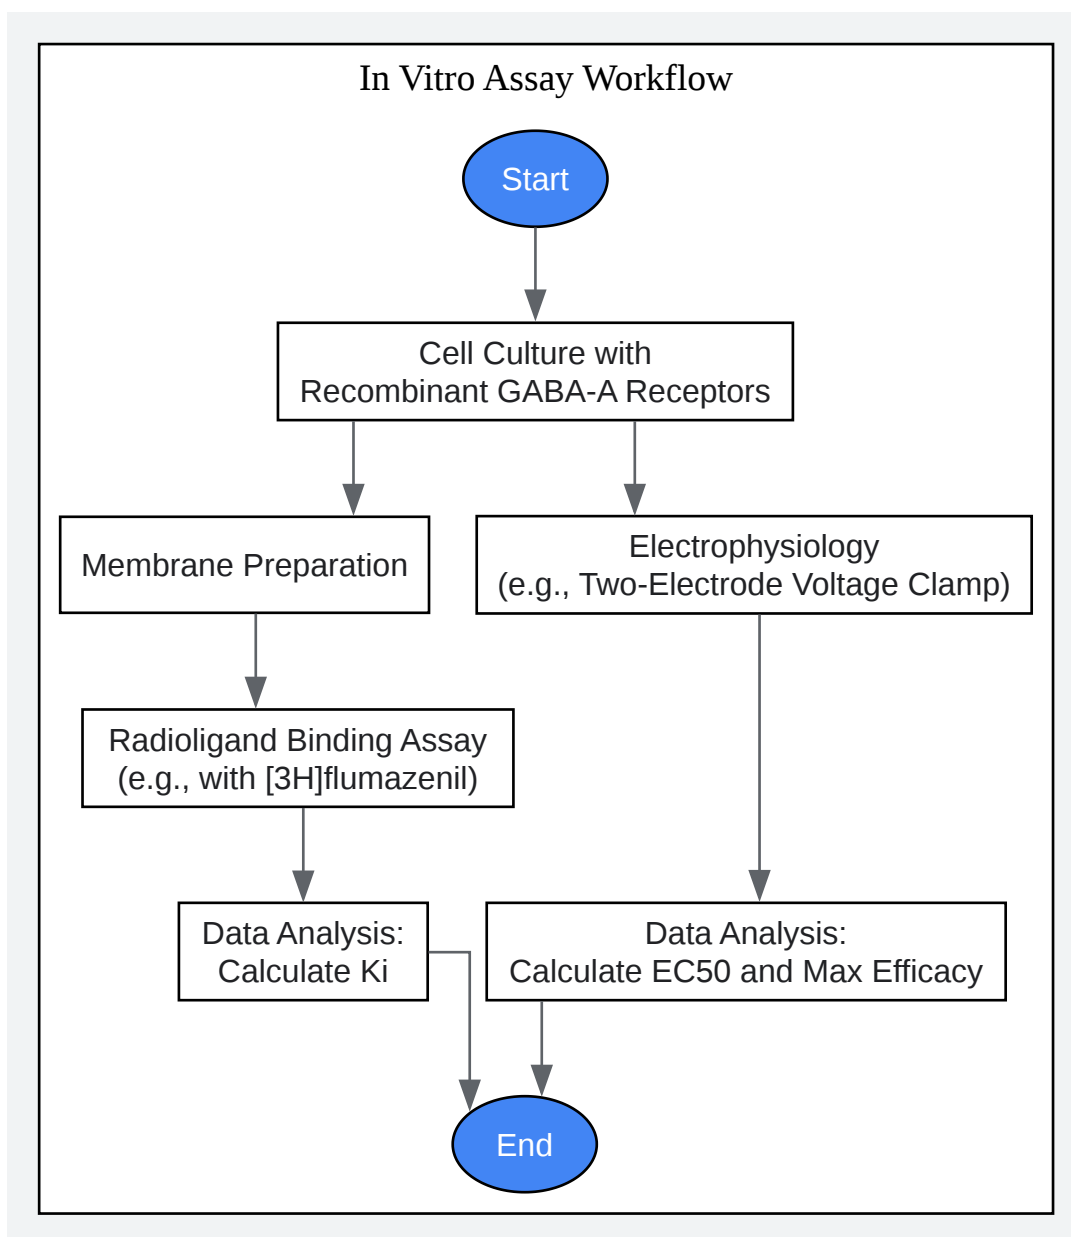 In Vitro Assay Workflow
Start
Cell Culture with
Recombinant GABA-A Receptors
Membrane Preparation
Electrophysiology
(e.g., Two-Electrode Voltage Clamp)
Radioligand Binding Assay
(e.g., with [3H]flumazenil)
Data Analysis:
Calculate Ki
Data Analysis:
Calculate EC50 and Max Efficacy
End